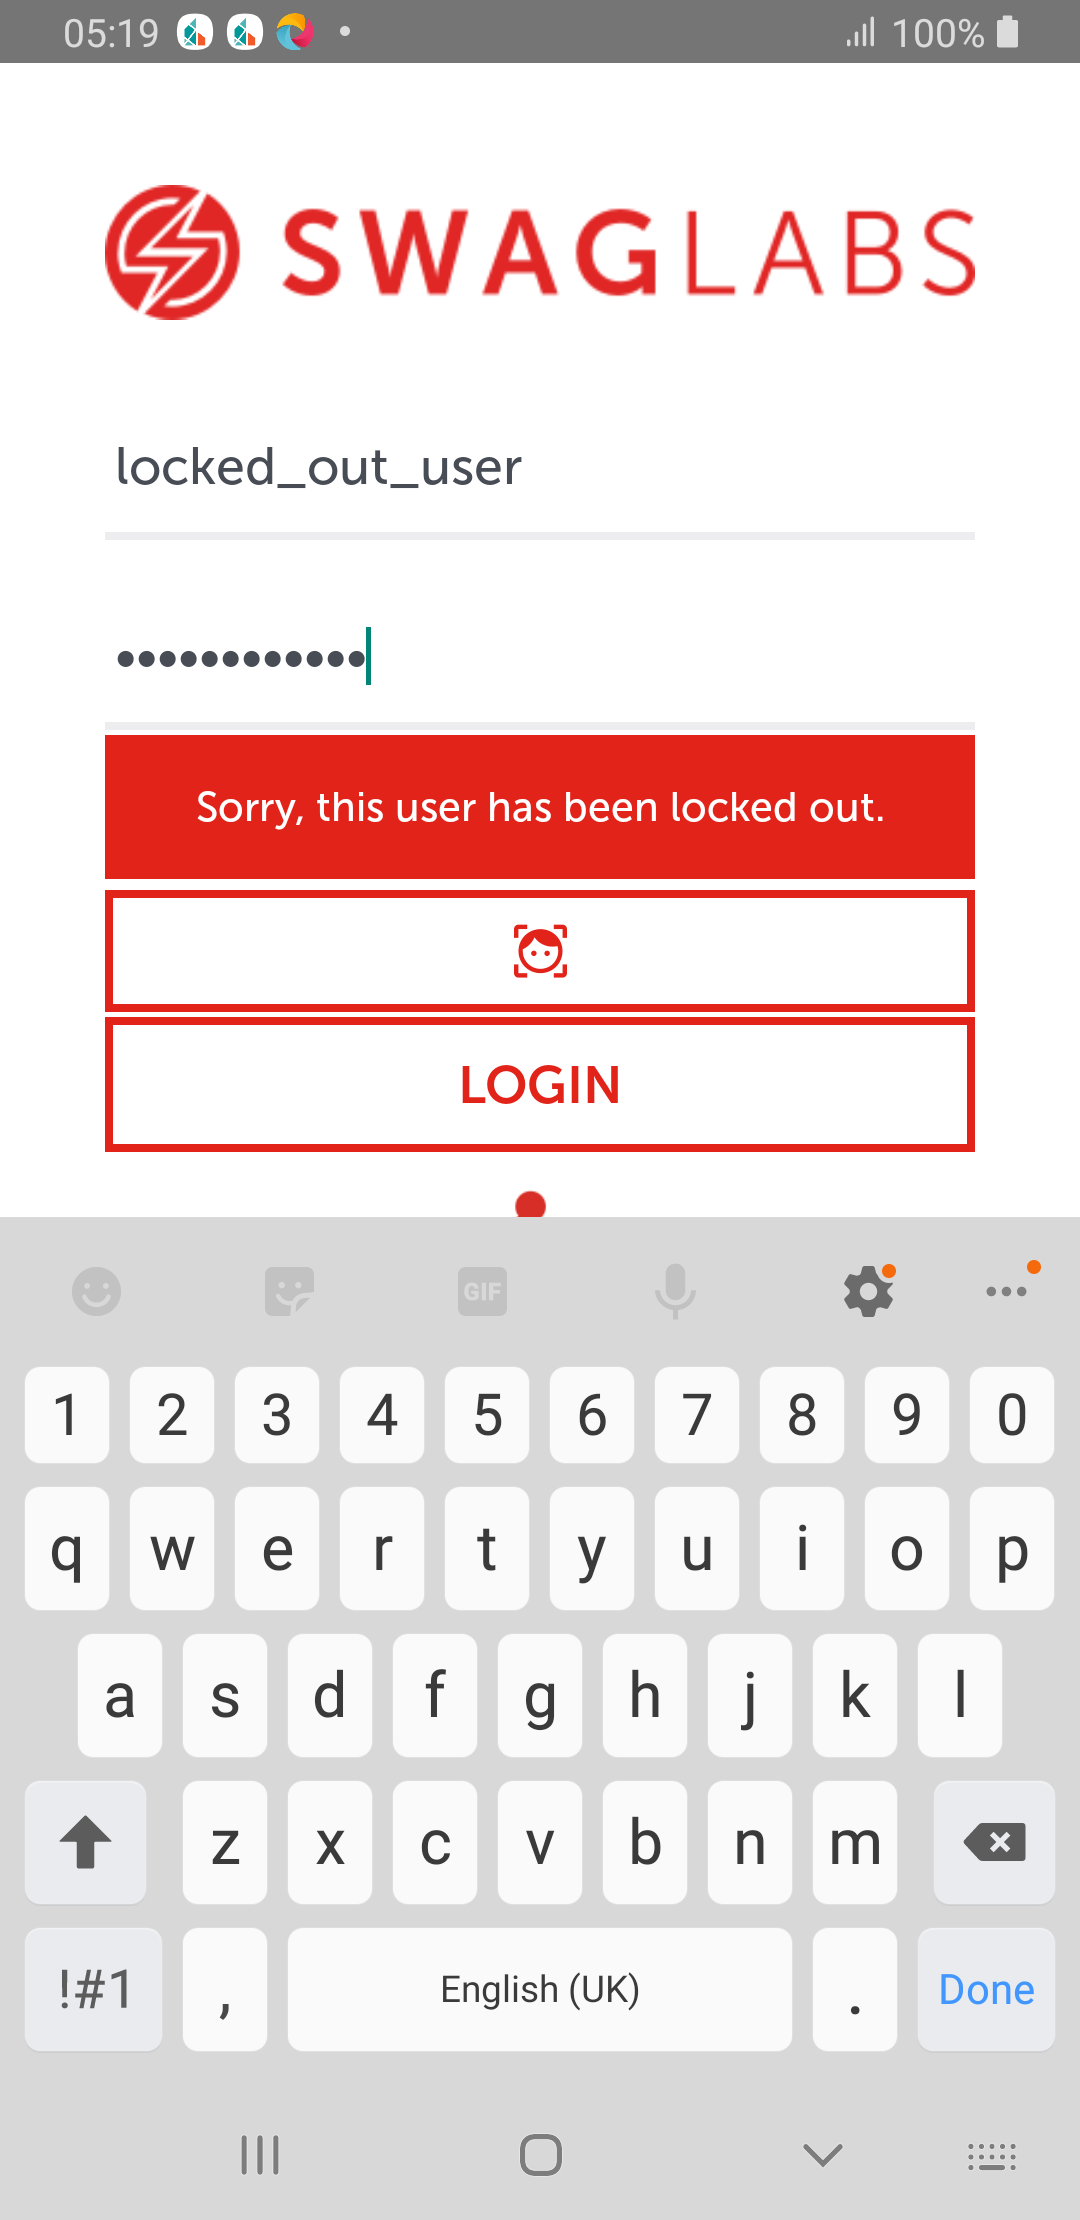 05:19
100%
SWAGLABS
locked_out_user
••••••••••••
Sorry, this user has been locked out.
LOGIN
GIF
1 2 3 4 5 6 7 8 9 0
q w e r t y u i o p
a s d f g h j k l
z x c v b n m
!#1 , English (UK) . Done